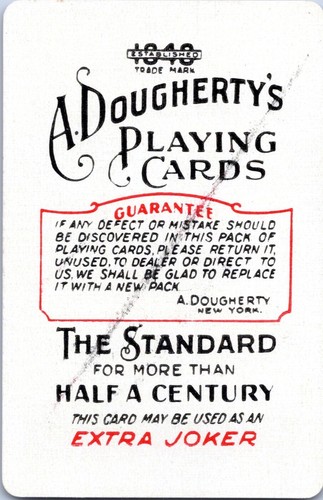 1848
ESTABLISHED
TRADE MARK
A. DOUGHERTY'S
PLAYING
CARDS
GUARANTEE
IF ANY DEFECT OR MISTAKE SHOULD
BE DISCOVERED IN THIS PACK OF
PLAYING CARDS, PLEASE RETURN IT,
UNUSED, TO DEALER OR DIRECT TO
US, WE SHALL BE GLAD TO REPLACE
IT WITH A NEW PACK
A. DOUGHERTY
NEW YORK.
THE STANDARD
FOR MORE THAN
HALF A CENTURY
THIS CARD MAY BE USED AS AN
EXTRA JOKER